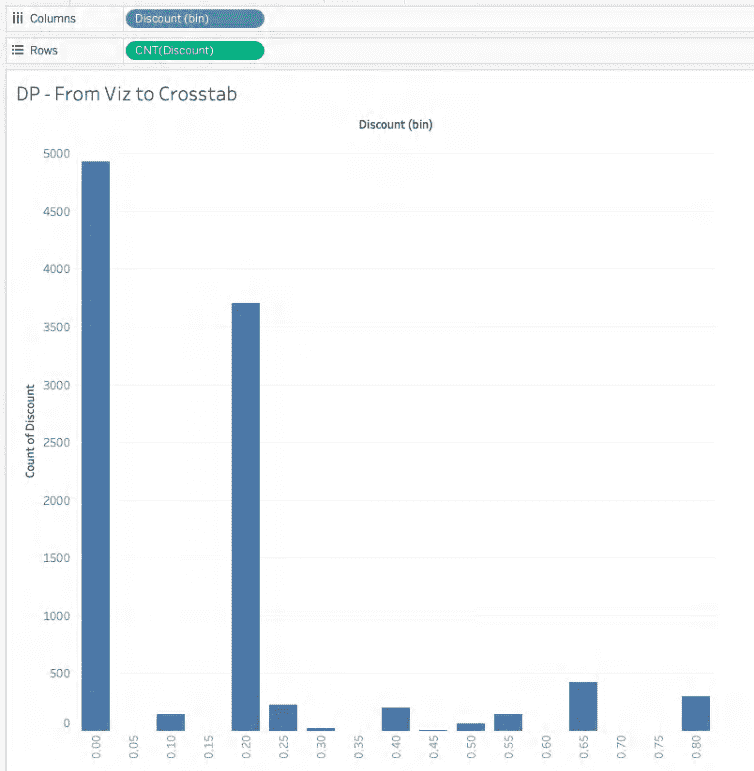 Columns Discount (bin)
Rows CNT(Discount)
DP - From Viz to Crosstab
Discount (bin)
5000
4500
4000
3500
3000
2500
2000
1500
1000
500
0
Count of Discount
0.00 0.05 0.10 0.15 0.20 0.25 0.30 0.35 0.40 0.45 0.50 0.55 0.60 0.65 0.70 0.75 0.80